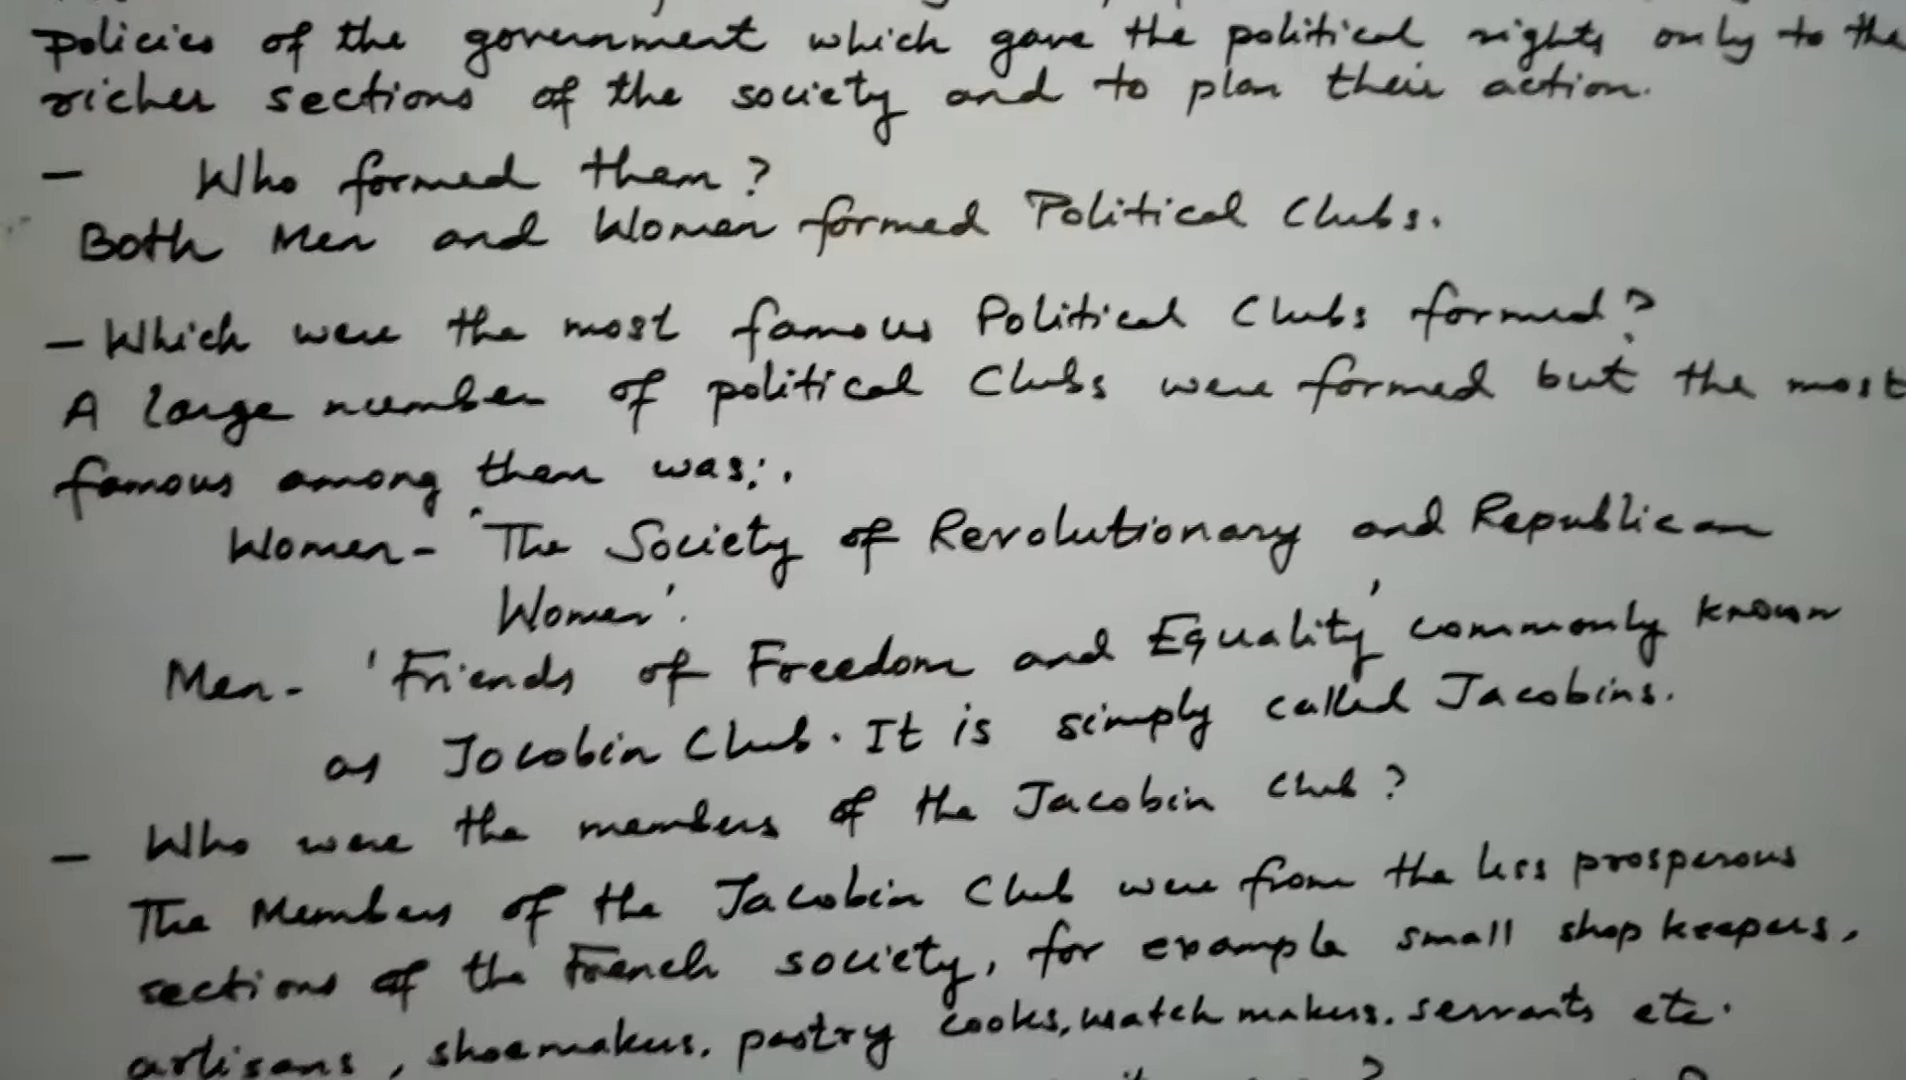 policies of the government which gave the political rights only to the
richer sections of the society and to plan their action.
- Who formed them?
Both Men and Women formed Political Clubs.
- Which were the most famous Political Clubs formed?
A large number of political Clubs were formed but the most
famous among them was:.
Women - 'The Society of Revolutionary and Republican
Women'.
Men - 'Friends of Freedom and Equality' commonly known
as Jocobin Club. It is simply called Jacobins.
- Who were the members of the Jacobin Club?
The Members of the Jacobin Club were from the less prosperous
sections of the French society, for example small shop keepers,
artisans, shoemakers, pastry cooks, watch makers, servants etc.